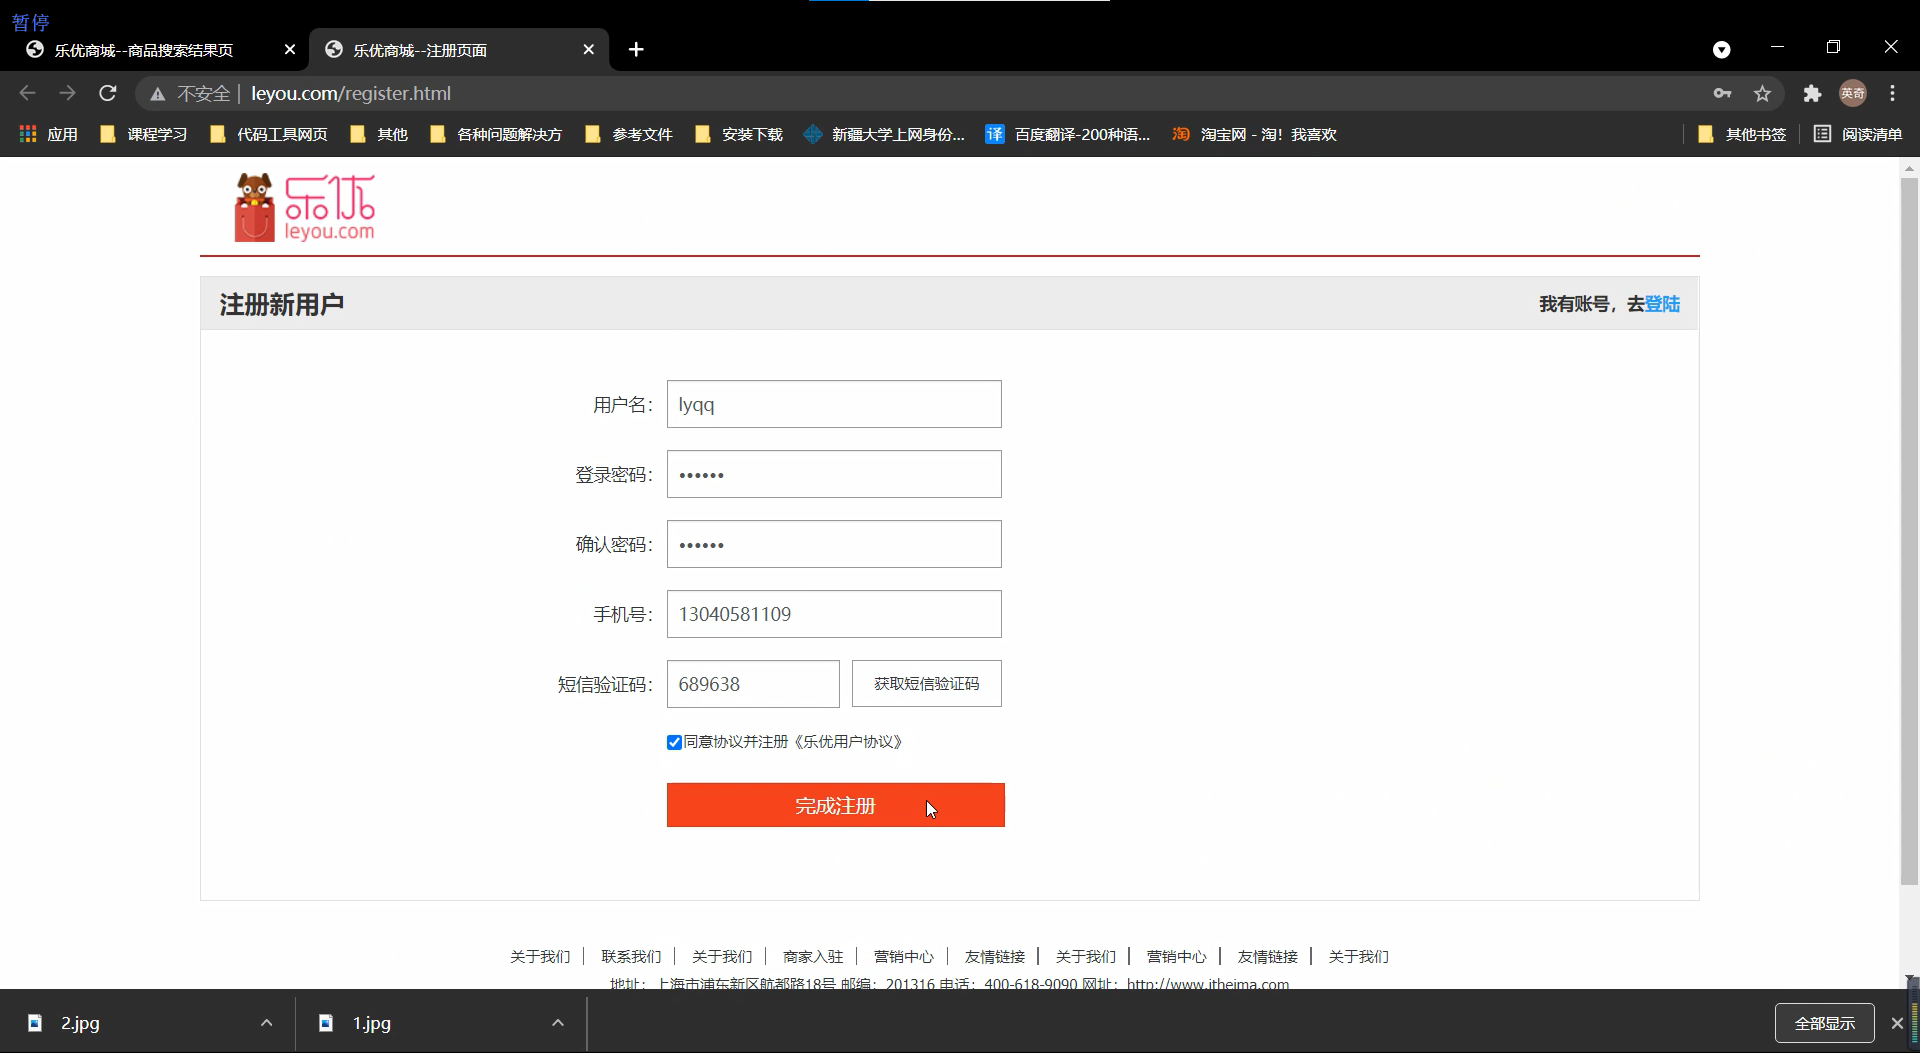 暂停
乐优商城--商品搜索结果页
乐优商城--注册页面
不安全 | leyou.com/register.html
英奇
应用 课程学习 代码工具网页 其他 各种问题解决方 参考文件 安装下载 新疆大学上网身份... 译 百度翻译-200种语... 淘 淘宝网 - 淘！我喜欢 其他书签 阅读清单
乐优
leyou.com
注册新用户
我有账号，去登陆
用户名： lyqq
登录密码： ••••••
确认密码： ••••••
手机号： 13040581109
短信验证码： 689638 获取短信验证码
同意协议并注册《乐优用户协议》
完成注册
关于我们 | 联系我们 | 关于我们 | 商家入驻 | 营销中心 | 友情链接 | 关于我们 | 营销中心 | 友情链接 | 关于我们
地址：上海市浦东新区航都路18号 邮编：201316 电话：400-618-9090 网址：http://www.itheima.com
2.jpg 1.jpg 全部显示